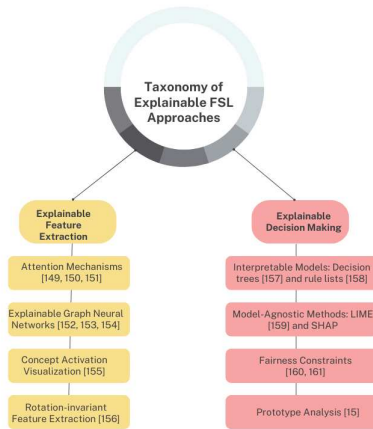 Taxonomy of
Explainable FSL
Approaches
Explainable
Feature
Extraction
Attention Mechanisms
[149, 150, 151]
Explainable Graph Neural
Networks [152, 153, 154]
Concept Activation
Visualization [155]
Rotation-invariant
Feature Extraction [156]
Explainable
Decision Making
Interpretable Models: Decision
trees [157] and rule lists [158]
Model-Agnostic Methods: LIME
[159] and SHAP
Fairness Constraints
[160, 161]
Prototype Analysis [15]